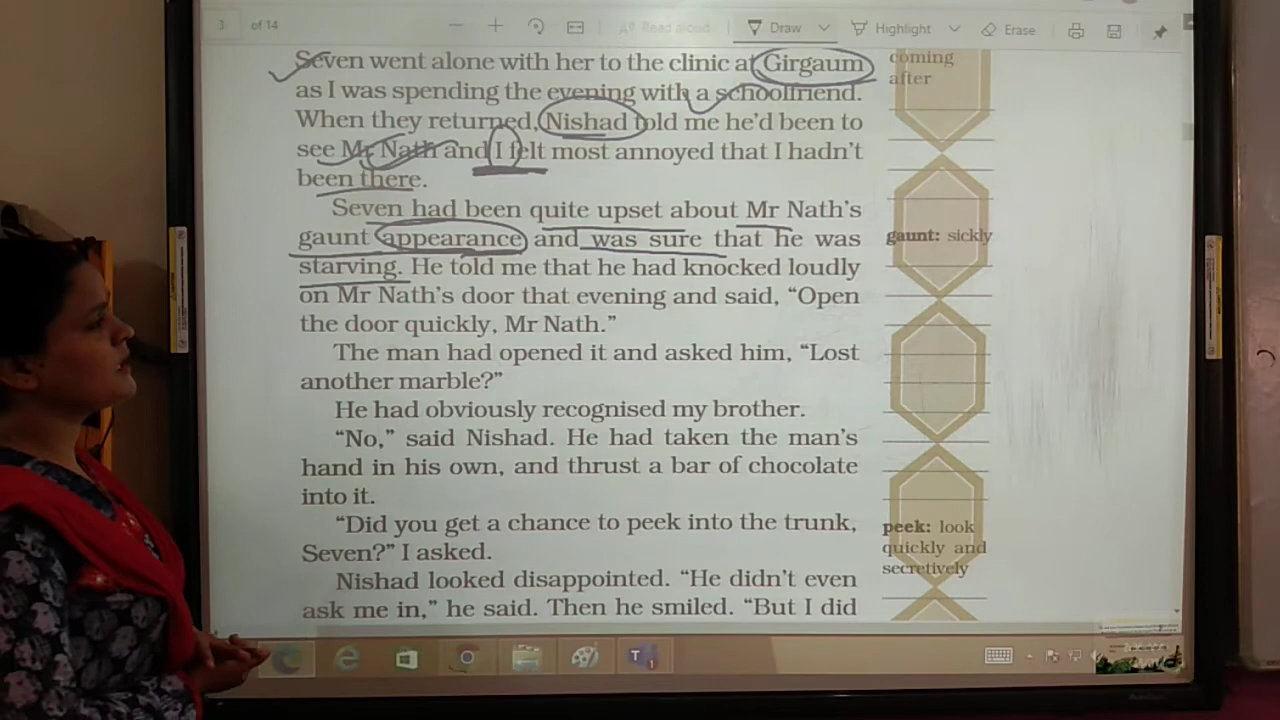 3 of 14
Read aloud
Draw
Highlight
Erase
Seven went alone with her to the clinic at Girgaum
as I was spending the evening with a schoolfriend.
When they returned, Nishad told me he'd been to
see Mr Nath and I felt most annoyed that I hadn't
been there.
Seven had been quite upset about Mr Nath's
gaunt appearance and was sure that he was
starving. He told me that he had knocked loudly
on Mr Nath's door that evening and said, “Open
the door quickly, Mr Nath.”
The man had opened it and asked him, “Lost
another marble?”
He had obviously recognised my brother.
“No,” said Nishad. He had taken the man's
hand in his own, and thrust a bar of chocolate
into it.
“Did you get a chance to peek into the trunk,
Seven?” I asked.
Nishad looked disappointed. “He didn't even
ask me in,” he said. Then he smiled. “But I did
coming
after
gaunt: sickly
peek: look
quickly and
secretively